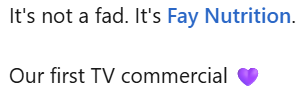 It's not a fad. It's Fay Nutrition.
Our first TV commercial 💜